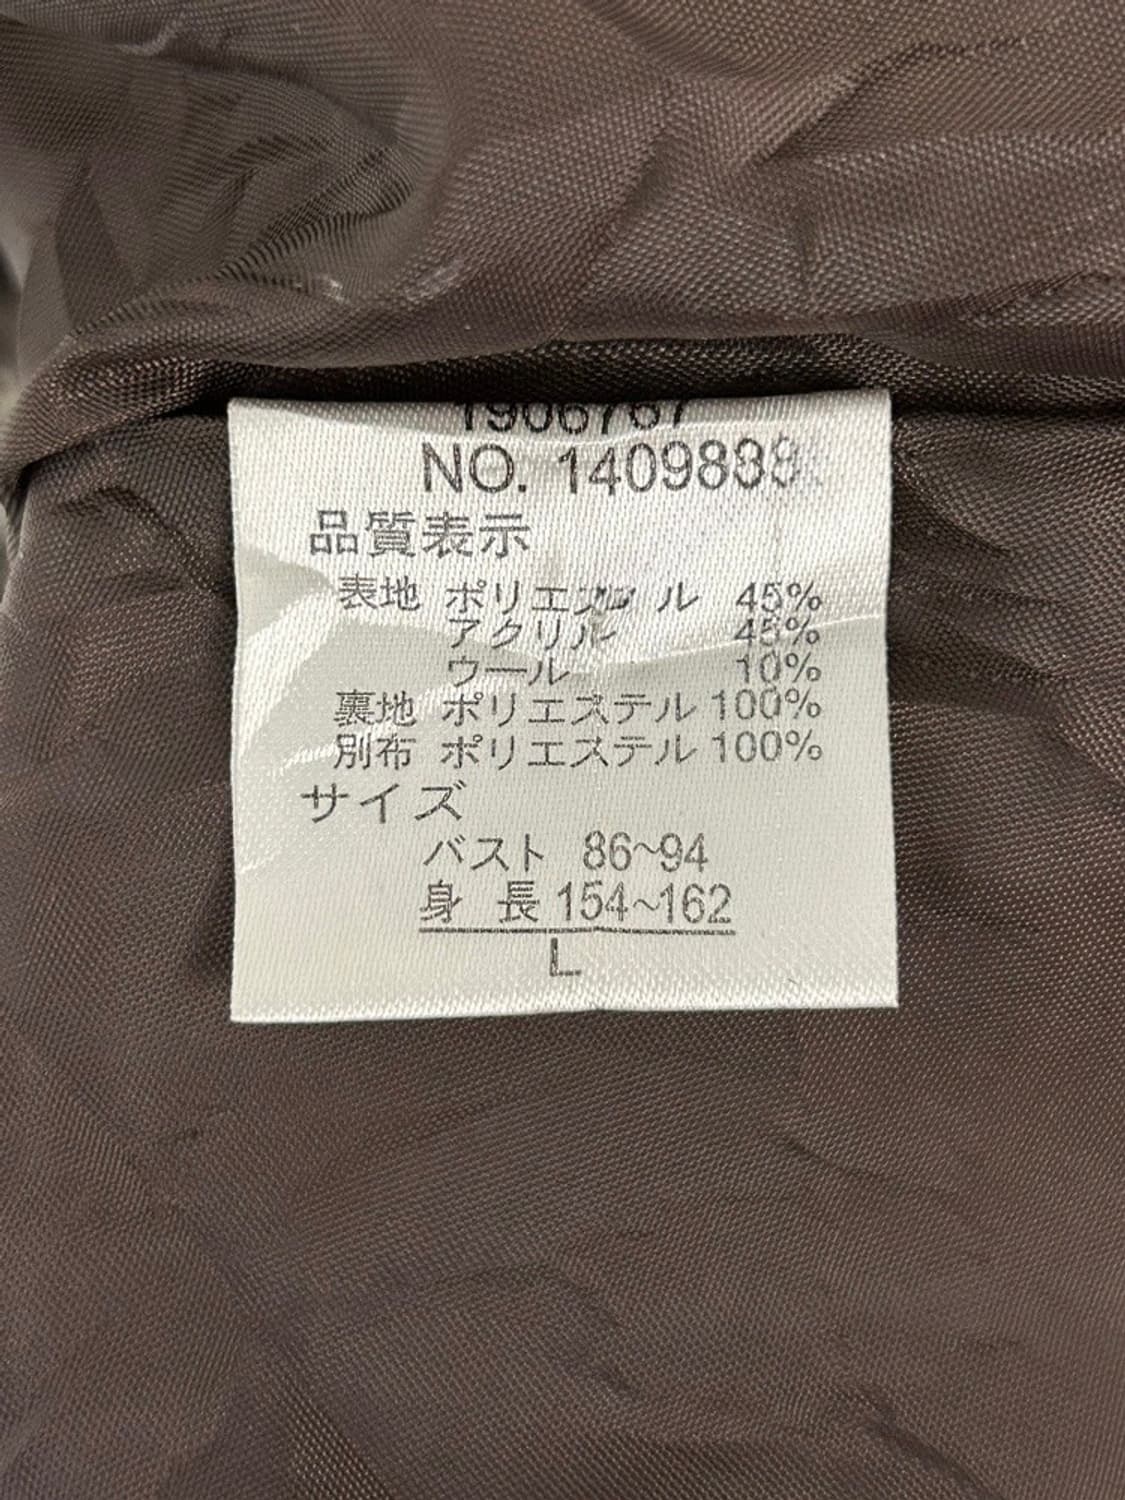 1906767
NO. 1409888
品質表示
表地 ポリエステル 45%
アクリル 45%
ウール 10%
裏地 ポリエステル 100%
別布 ポリエステル 100%
サイズ
バスト 86~94
身 長 154~162
L